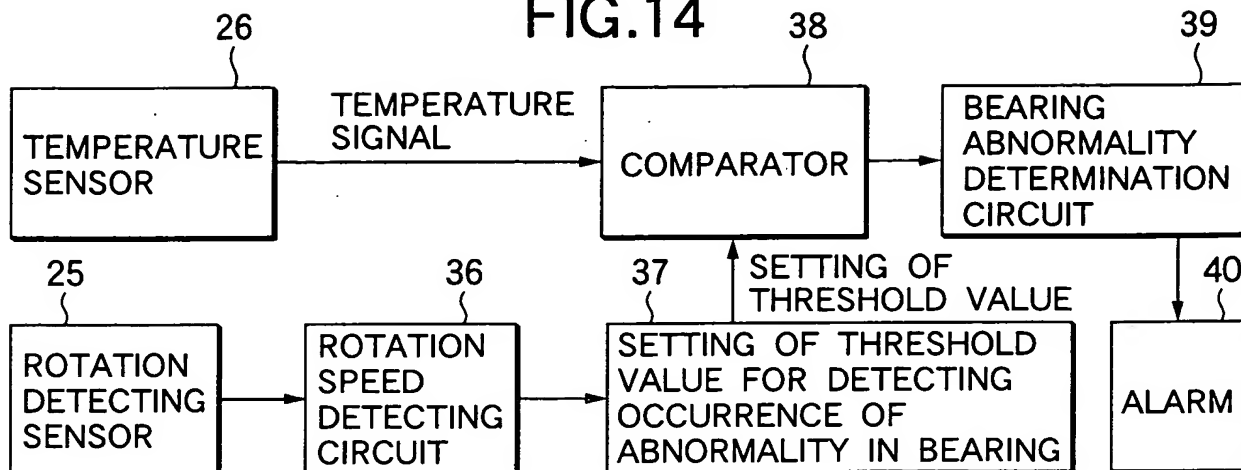 FIG.14
26
38
39
TEMPERATURE
SENSOR
TEMPERATURE
SIGNAL
COMPARATOR
BEARING
ABNORMALITY
DETERMINATION
CIRCUIT
SETTING OF
THRESHOLD VALUE
25
36
37
40
ROTATION
DETECTING
SENSOR
ROTATION
SPEED
DETECTING
CIRCUIT
SETTING OF THRESHOLD
VALUE FOR DETECTING
OCCURRENCE OF
ABNORMALITY IN BEARING
ALARM